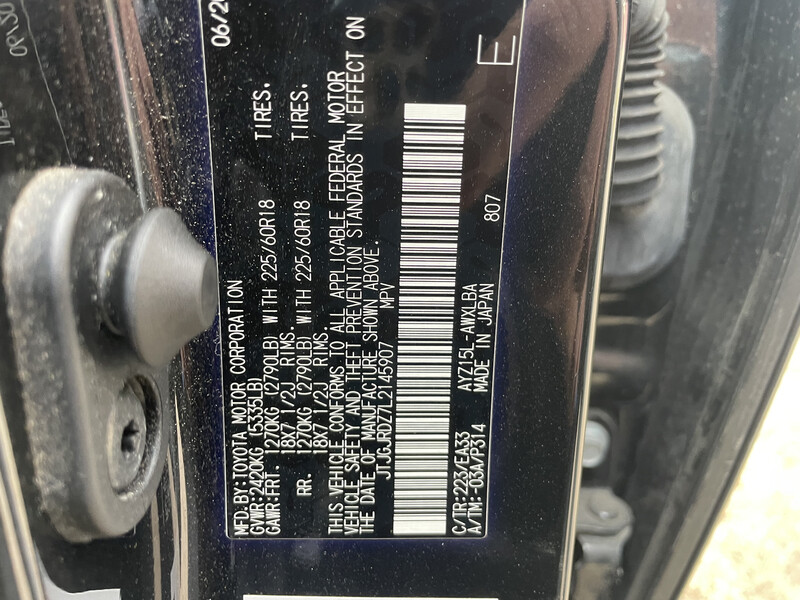 MFD.BY:TOYOTA MOTOR CORPORATION 06/2
GVWR:2420KG (5335LB)
GAWR:FRT. 1270KG (2790LB) WITH 225/60R18 TIRES.
18X7 1/2J RIMS.
RR. 1270KG (2790LB) WITH 225/60R18 TIRES.
18X7 1/2J RIMS.
THIS VEHICLE CONFORMS TO ALL APPLICABLE FEDERAL MOTOR
VEHICLE SAFETY AND THEFT PREVENTION STANDARDS IN EFFECT ON
THE DATE OF MANUFACTURE SHOWN ABOVE.
JTJGJRDZ7L2145907 MPV
C/TR:223/EA33 AYZ15L-AWXLBA 807 E
A/TM:-03A/P314 MADE IN JAPAN